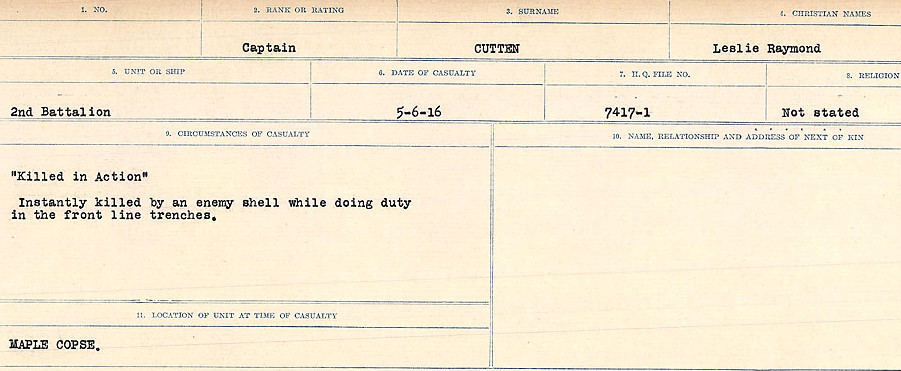 1. NO. 2. RANK OR RATING 3. SURNAME 4. CHRISTIAN NAMES
Captain CUTTEN Leslie Raymond
5. UNIT OR SHIP 6. DATE OF CASUALTY 7. H.Q. FILE NO. 8. RELIGION
2nd Battalion 5-6-16 7417-1 Not stated
9. CIRCUMSTANCES OF CASUALTY 10. NAME, RELATIONSHIP AND ADDRESS OF NEXT OF KIN
"Killed in Action"
Instantly killed by an enemy shell while doing duty
in the front line trenches.
11. LOCATION OF UNIT AT TIME OF CASUALTY
MAPLE COPSE.